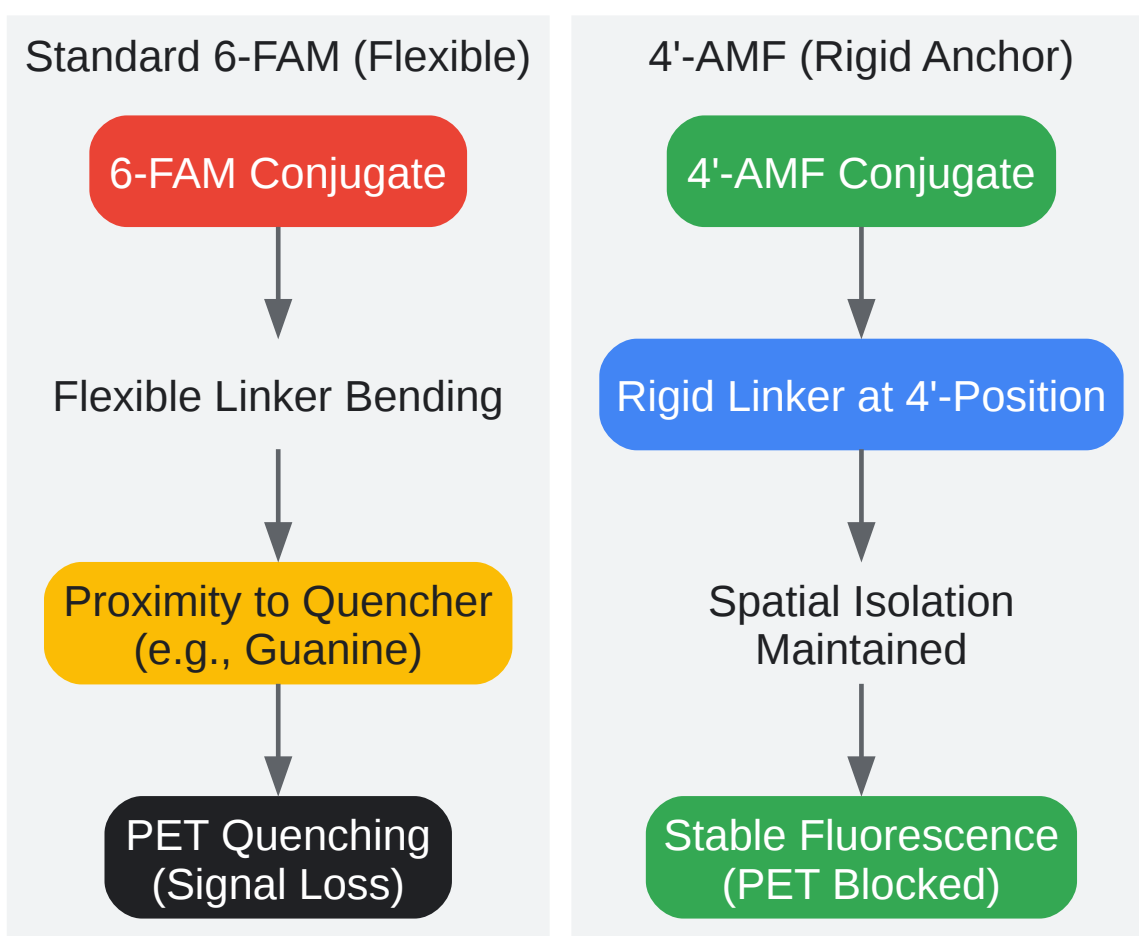 Standard 6-FAM (Flexible)
6-FAM Conjugate
Flexible Linker Bending
Proximity to Quencher
(e.g., Guanine)
PET Quenching
(Signal Loss)
4'-AMF (Rigid Anchor)
4'-AMF Conjugate
Rigid Linker at 4'-Position
Spatial Isolation
Maintained
Stable Fluorescence
(PET Blocked)